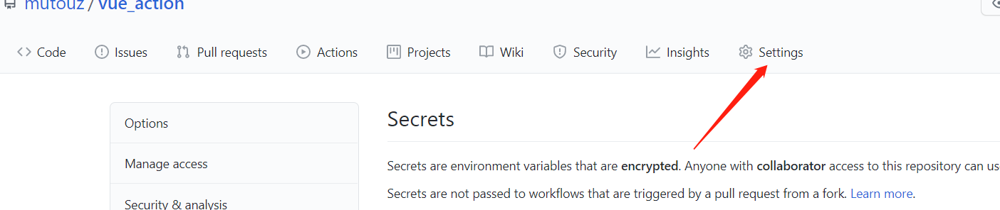 mutouz / vue_action
Code Issues Pull requests Actions Projects Wiki Security Insights Settings
Options
Manage access
Security & analysis
Secrets
Secrets are environment variables that are encrypted. Anyone with collaborator access to this repository can us
Secrets are not passed to workflows that are triggered by a pull request from a fork. Learn more.